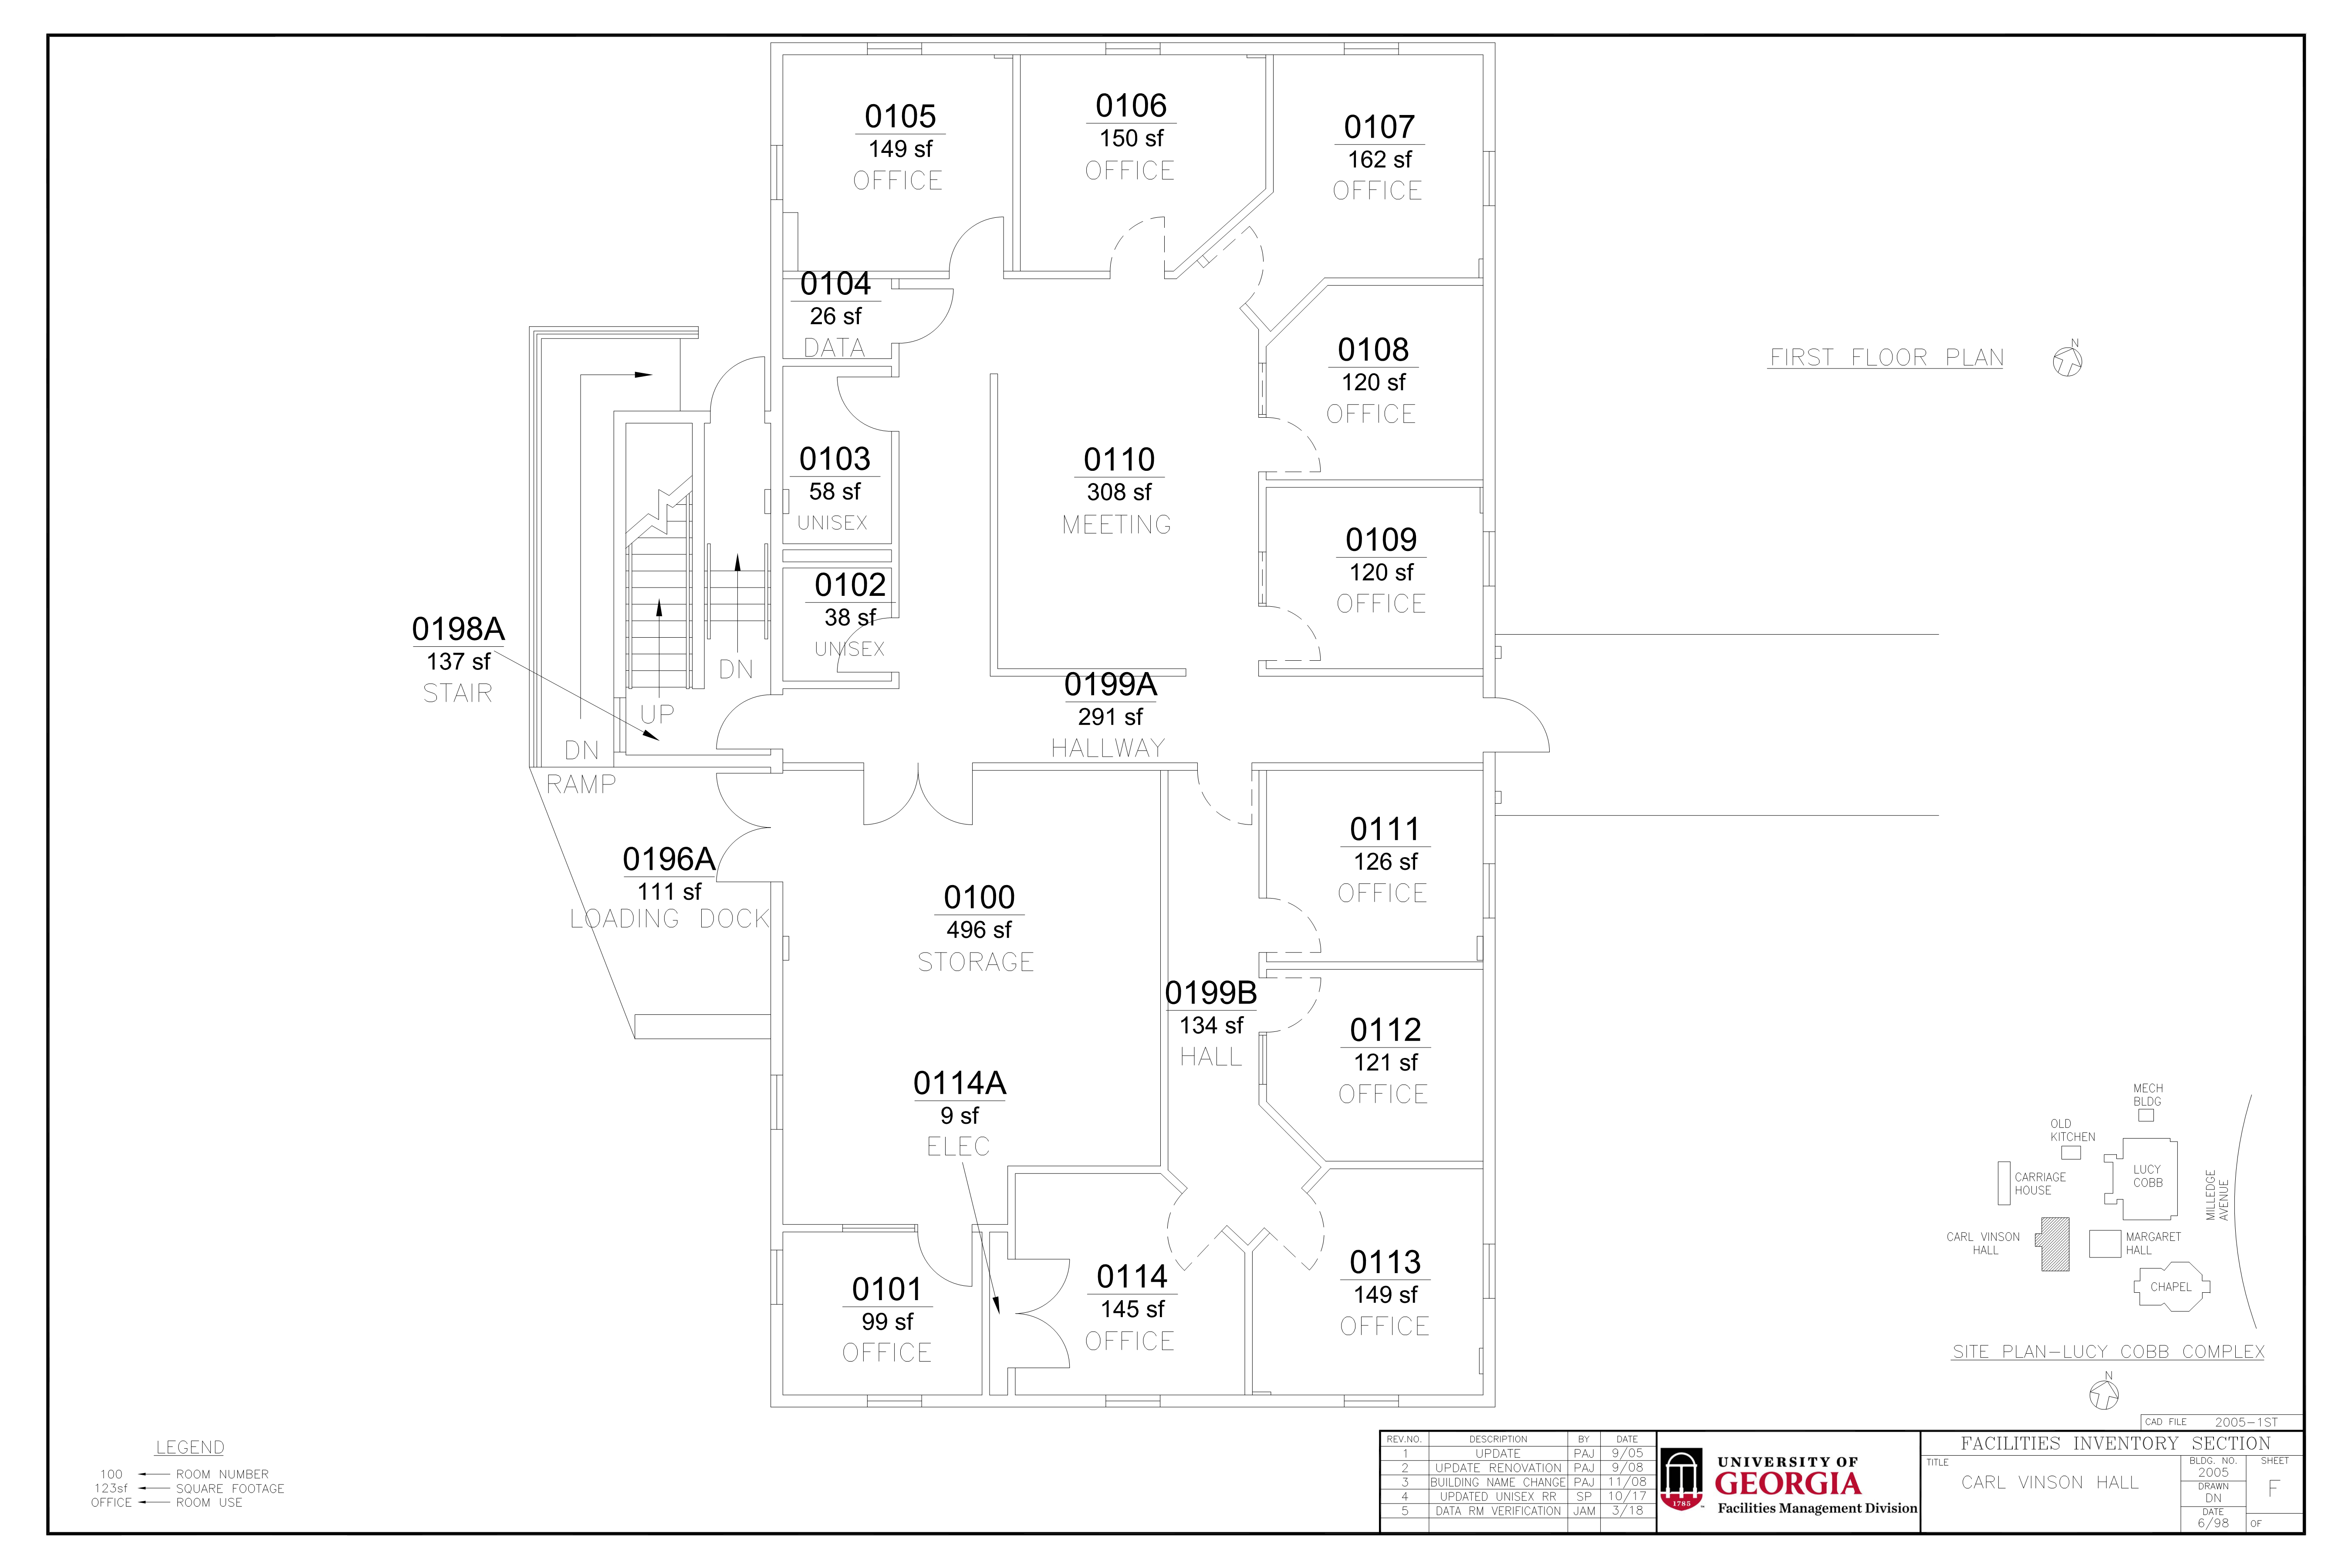 0105
149 sf
OFFICE
0106
150 sf
OFFICE
0107
162 sf
OFFICE
0104
26 sf
DATA
0108
120 sf
OFFICE
FIRST FLOOR PLAN
N
0103
58 sf
UNISEX
0110
308 sf
MEETING
0109
120 sf
OFFICE
0102
38 sf
UNISEX
0198A
137 sf
STAIR
DN
UP
DN
RAMP
0199A
291 sf
HALLWAY
0196A
111 sf
LOADING DOCK
0100
496 sf
STORAGE
0111
126 sf
OFFICE
0199B
134 sf
HALL
0112
121 sf
OFFICE
0114A
9 sf
ELEC
0101
99 sf
OFFICE
0114
145 sf
OFFICE
0113
149 sf
OFFICE
MECH
BLDG
OLD
KITCHEN
LUCY
COBB
CARRIAGE
HOUSE
MILLEDGE
AVENUE
CARL VINSON
HALL
MARGARET
HALL
CHAPEL
SITE PLAN-LUCY COBB COMPLEX
N
LEGEND
100 ROOM NUMBER
123sf SQUARE FOOTAGE
OFFICE ROOM USE
CAD FILE 2005-1ST
REV.NO. DESCRIPTION BY DATE
1 UPDATE PAJ 9/05
2 UPDATE RENOVATION PAJ 9/08
3 BUILDING NAME CHANGE PAJ 11/08
4 UPDATED UNISEX RR SP 10/17
5 DATA RM VERIFICATION JAM 3/18
1785
UNIVERSITY OF
GEORGIA
Facilities Management Division
FACILITIES INVENTORY SECTION
TITLE
CARL VINSON HALL
BLDG. NO.
2005
DRAWN
DN
DATE
6/98
SHEET
F
OF